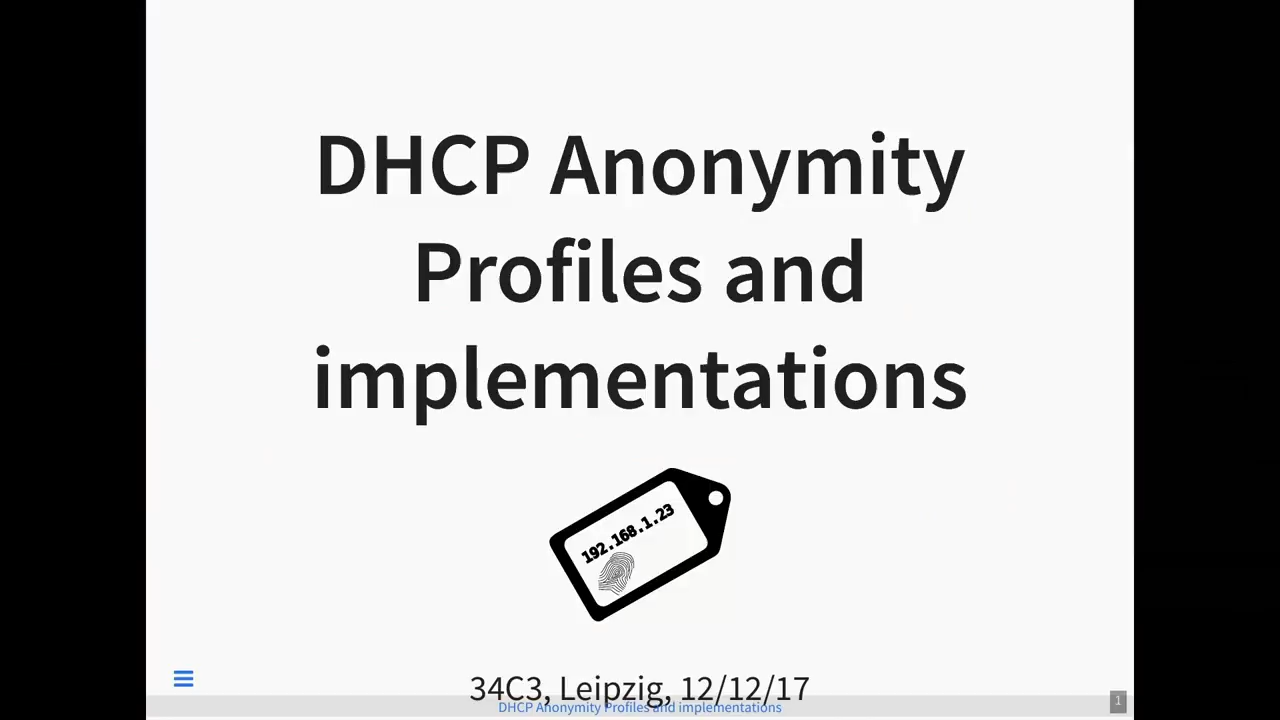 DHCP Anonymity
Profiles and
implementations
192.168.1.23
34C3, Leipzig, 12/12/17
DHCP Anonymity Profiles and implementations
1